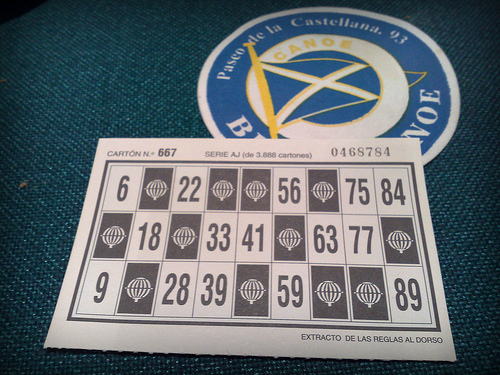 Paseo de la Castellana, 93
CANOE
CARTÓN N.º 667 SERIE AJ (de 3.888 cartones) 0468784
6 22 56 75 84
18 33 41 63 77
9 28 39 59 89
EXTRACTO DE LAS REGLAS AL DORSO